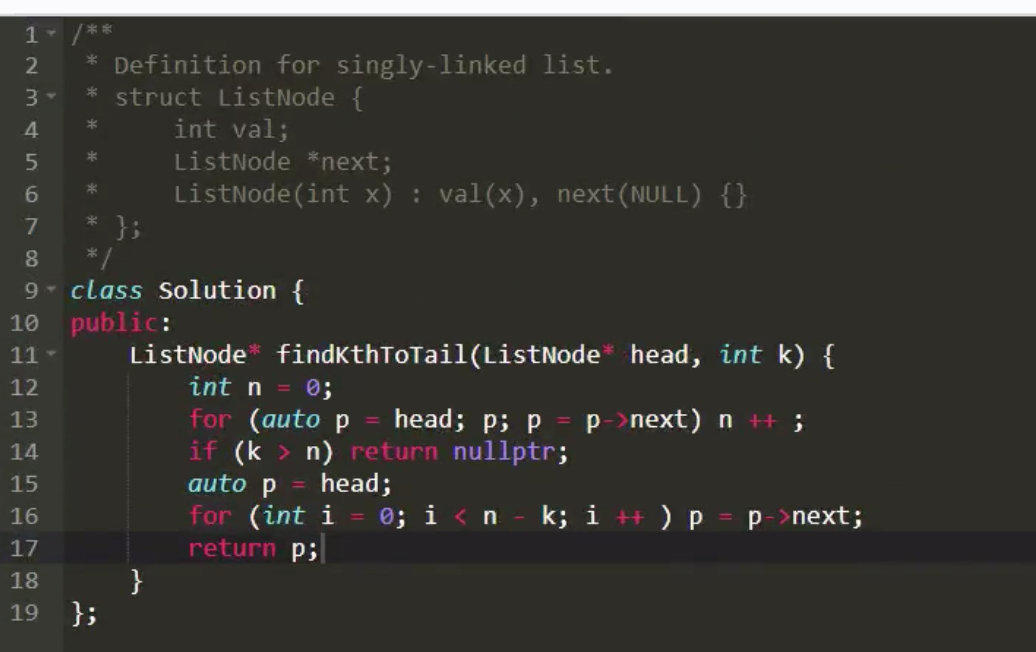 1 /**
2  * Definition for singly-linked list.
3  * struct ListNode {
4  *     int val;
5  *     ListNode *next;
6  *     ListNode(int x) : val(x), next(NULL) {}
7  * };
8  */
9 class Solution {
10 public:
11     ListNode* findKthToTail(ListNode* head, int k) {
12         int n = 0;
13         for (auto p = head; p; p = p->next) n ++ ;
14         if (k > n) return nullptr;
15         auto p = head;
16         for (int i = 0; i < n - k; i ++ ) p = p->next;
17         return p;
18     }
19 };